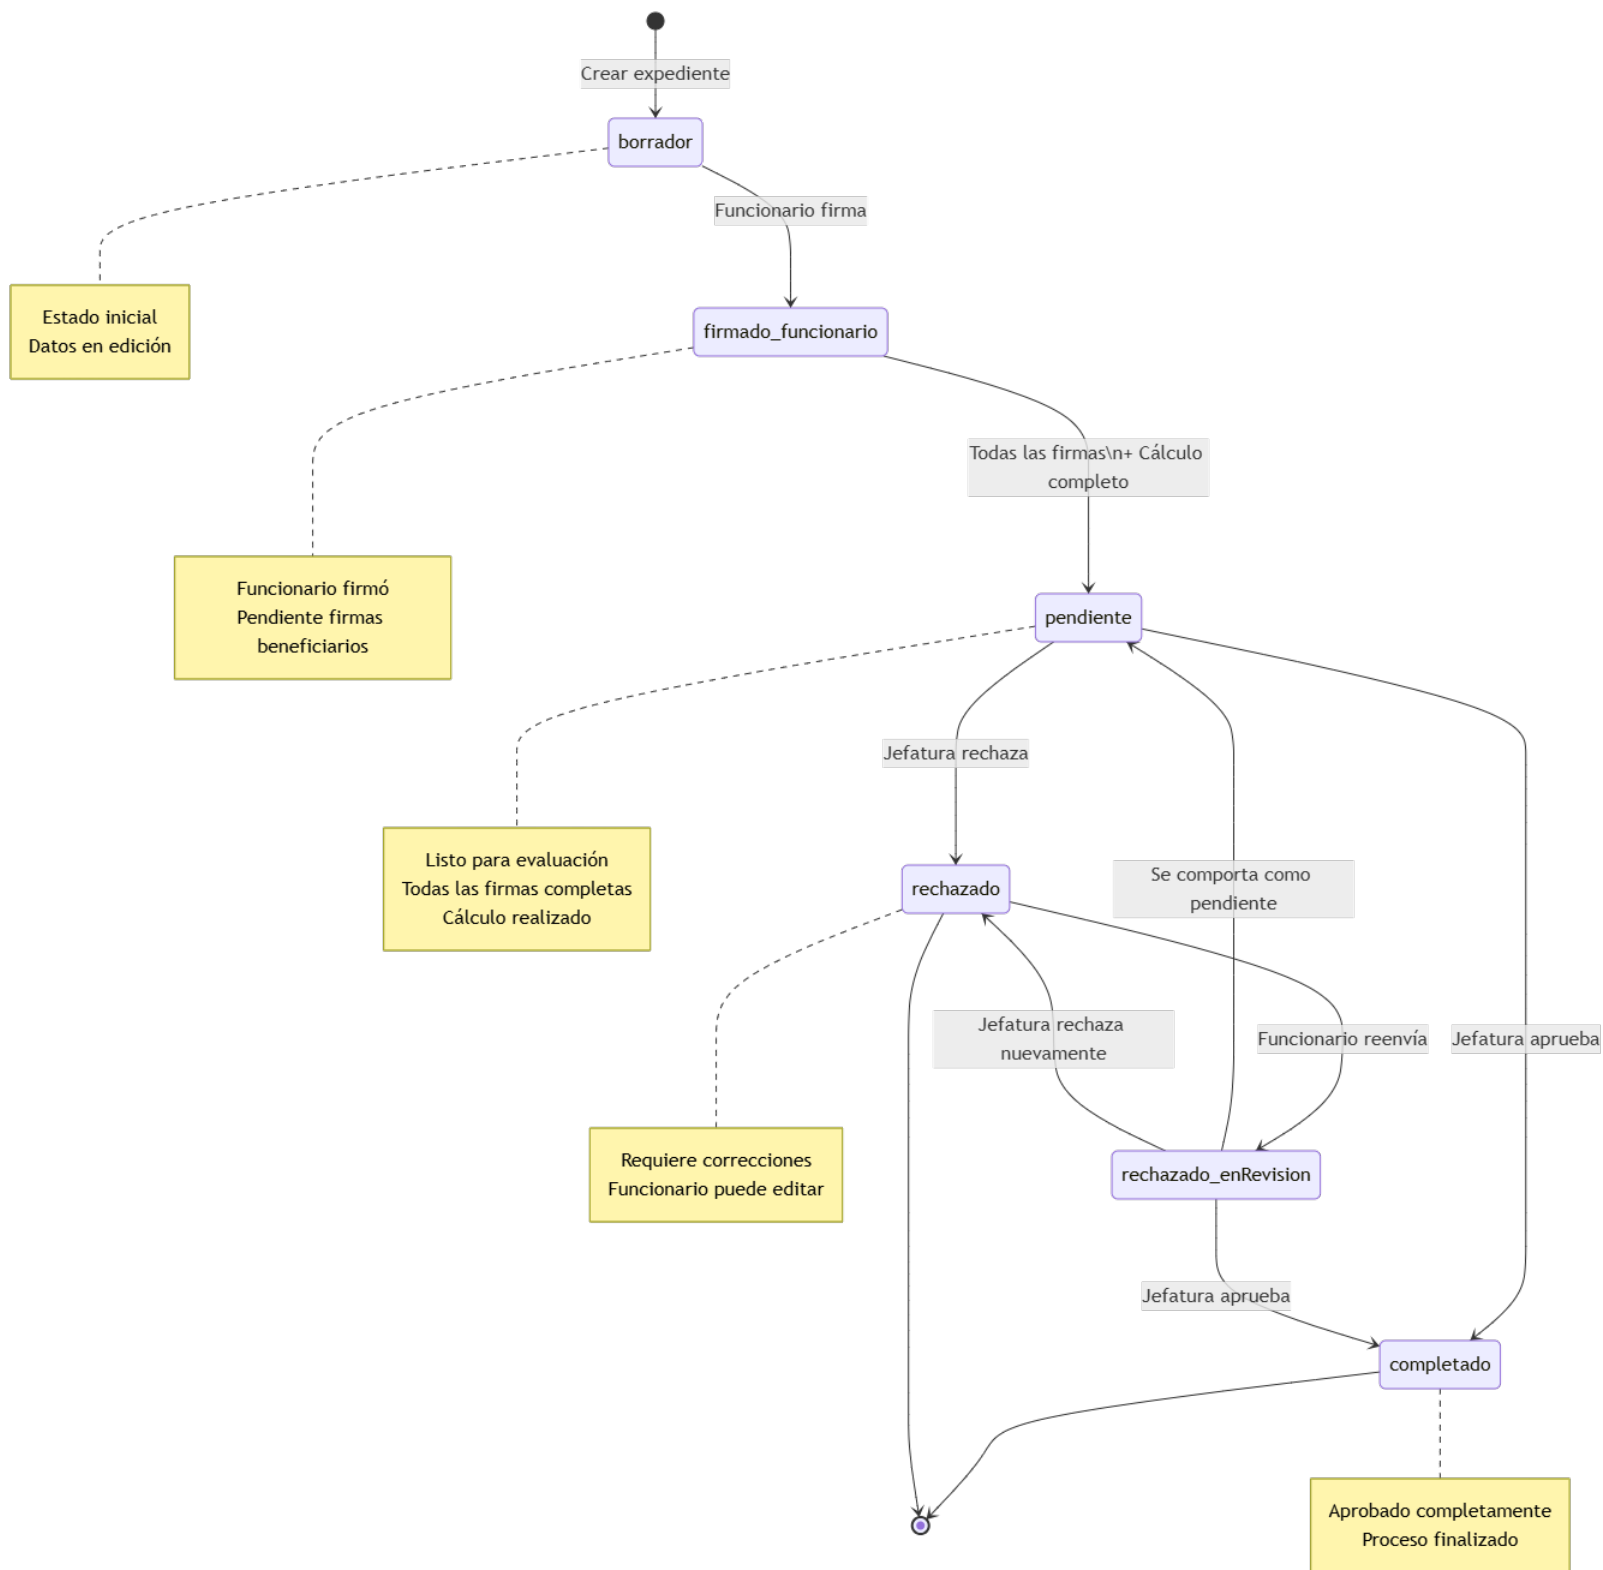 Crear expediente
borrador
Funcionario firma
Estado inicial
Datos en edición
firmado_funcionario
Todas las firmas\n+ Cálculo
completo
Funcionario firmó
Pendiente firmas
beneficiarios
pendiente
Jefatura rechaza
Listo para evaluación
Todas las firmas completas
Cálculo realizado
rechazado
Se comporta como
pendiente
Jefatura rechaza
nuevamente
Funcionario reenvía
Jefatura aprueba
Requiere correcciones
Funcionario puede editar
rechazado_enRevision
Jefatura aprueba
completado
Aprobado completamente
Proceso finalizado